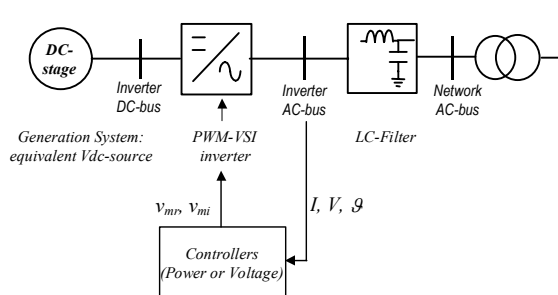 DC-
stage
Inverter
DC-bus
Inverter
AC-bus
Network
AC-bus
Generation System:
equivalent Vdc-source
PWM-VSI
inverter
LC-Filter
vmr, vmi
I, V, ϑ
Controllers
(Power or Voltage)